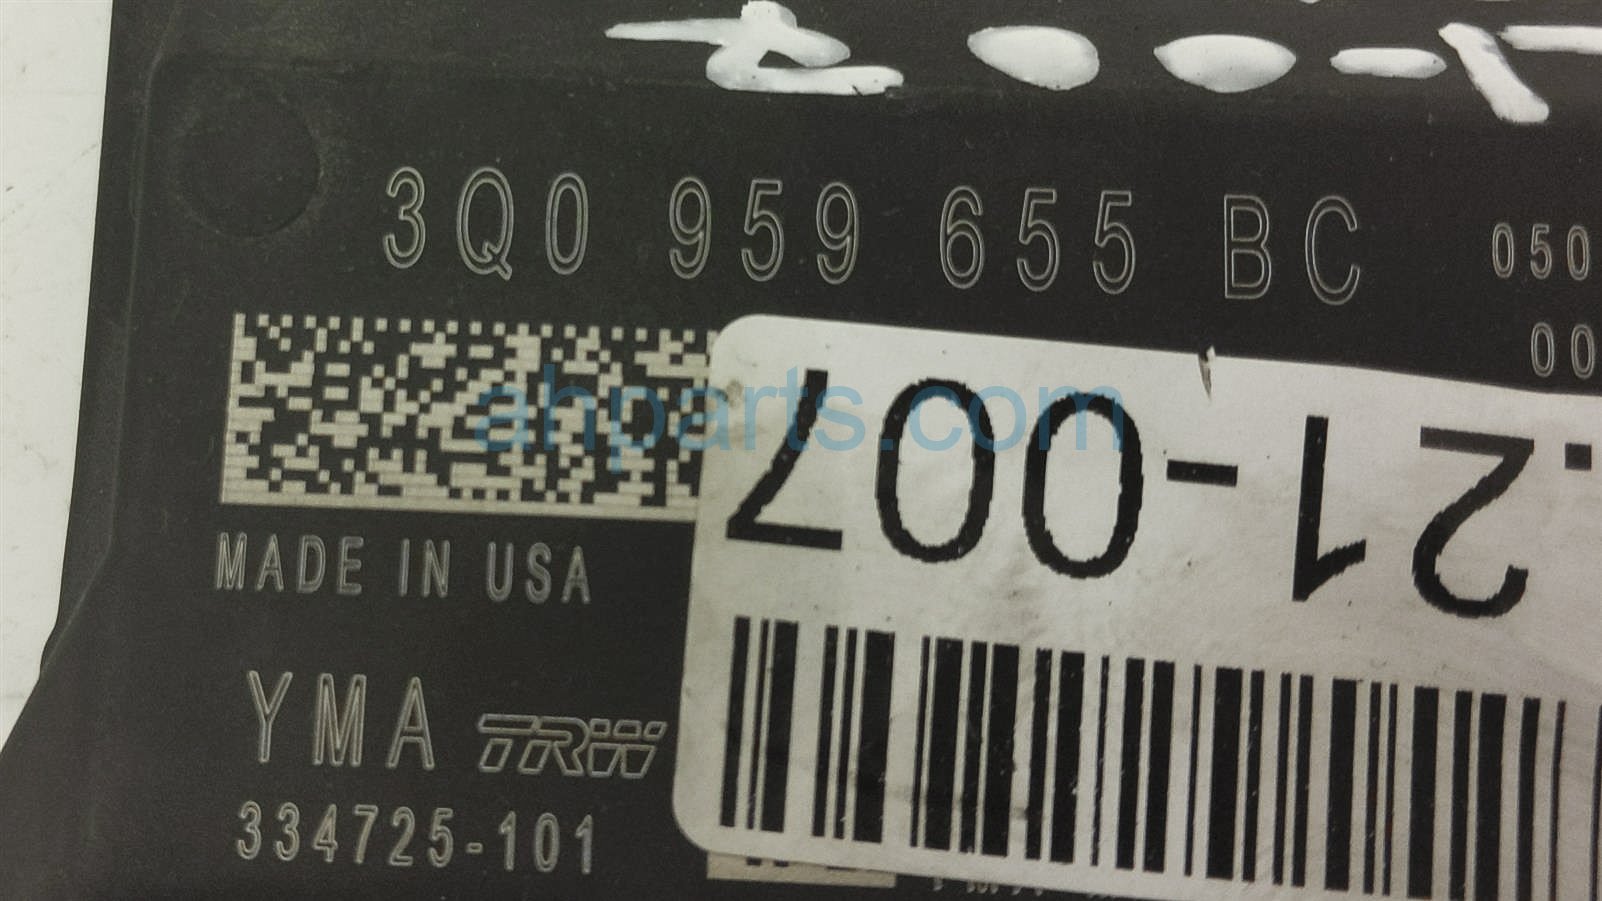 3Q0 959 655 BC 050
00
ahparts.com
.21-007
MADE IN USA
YMA TRW
334725-101